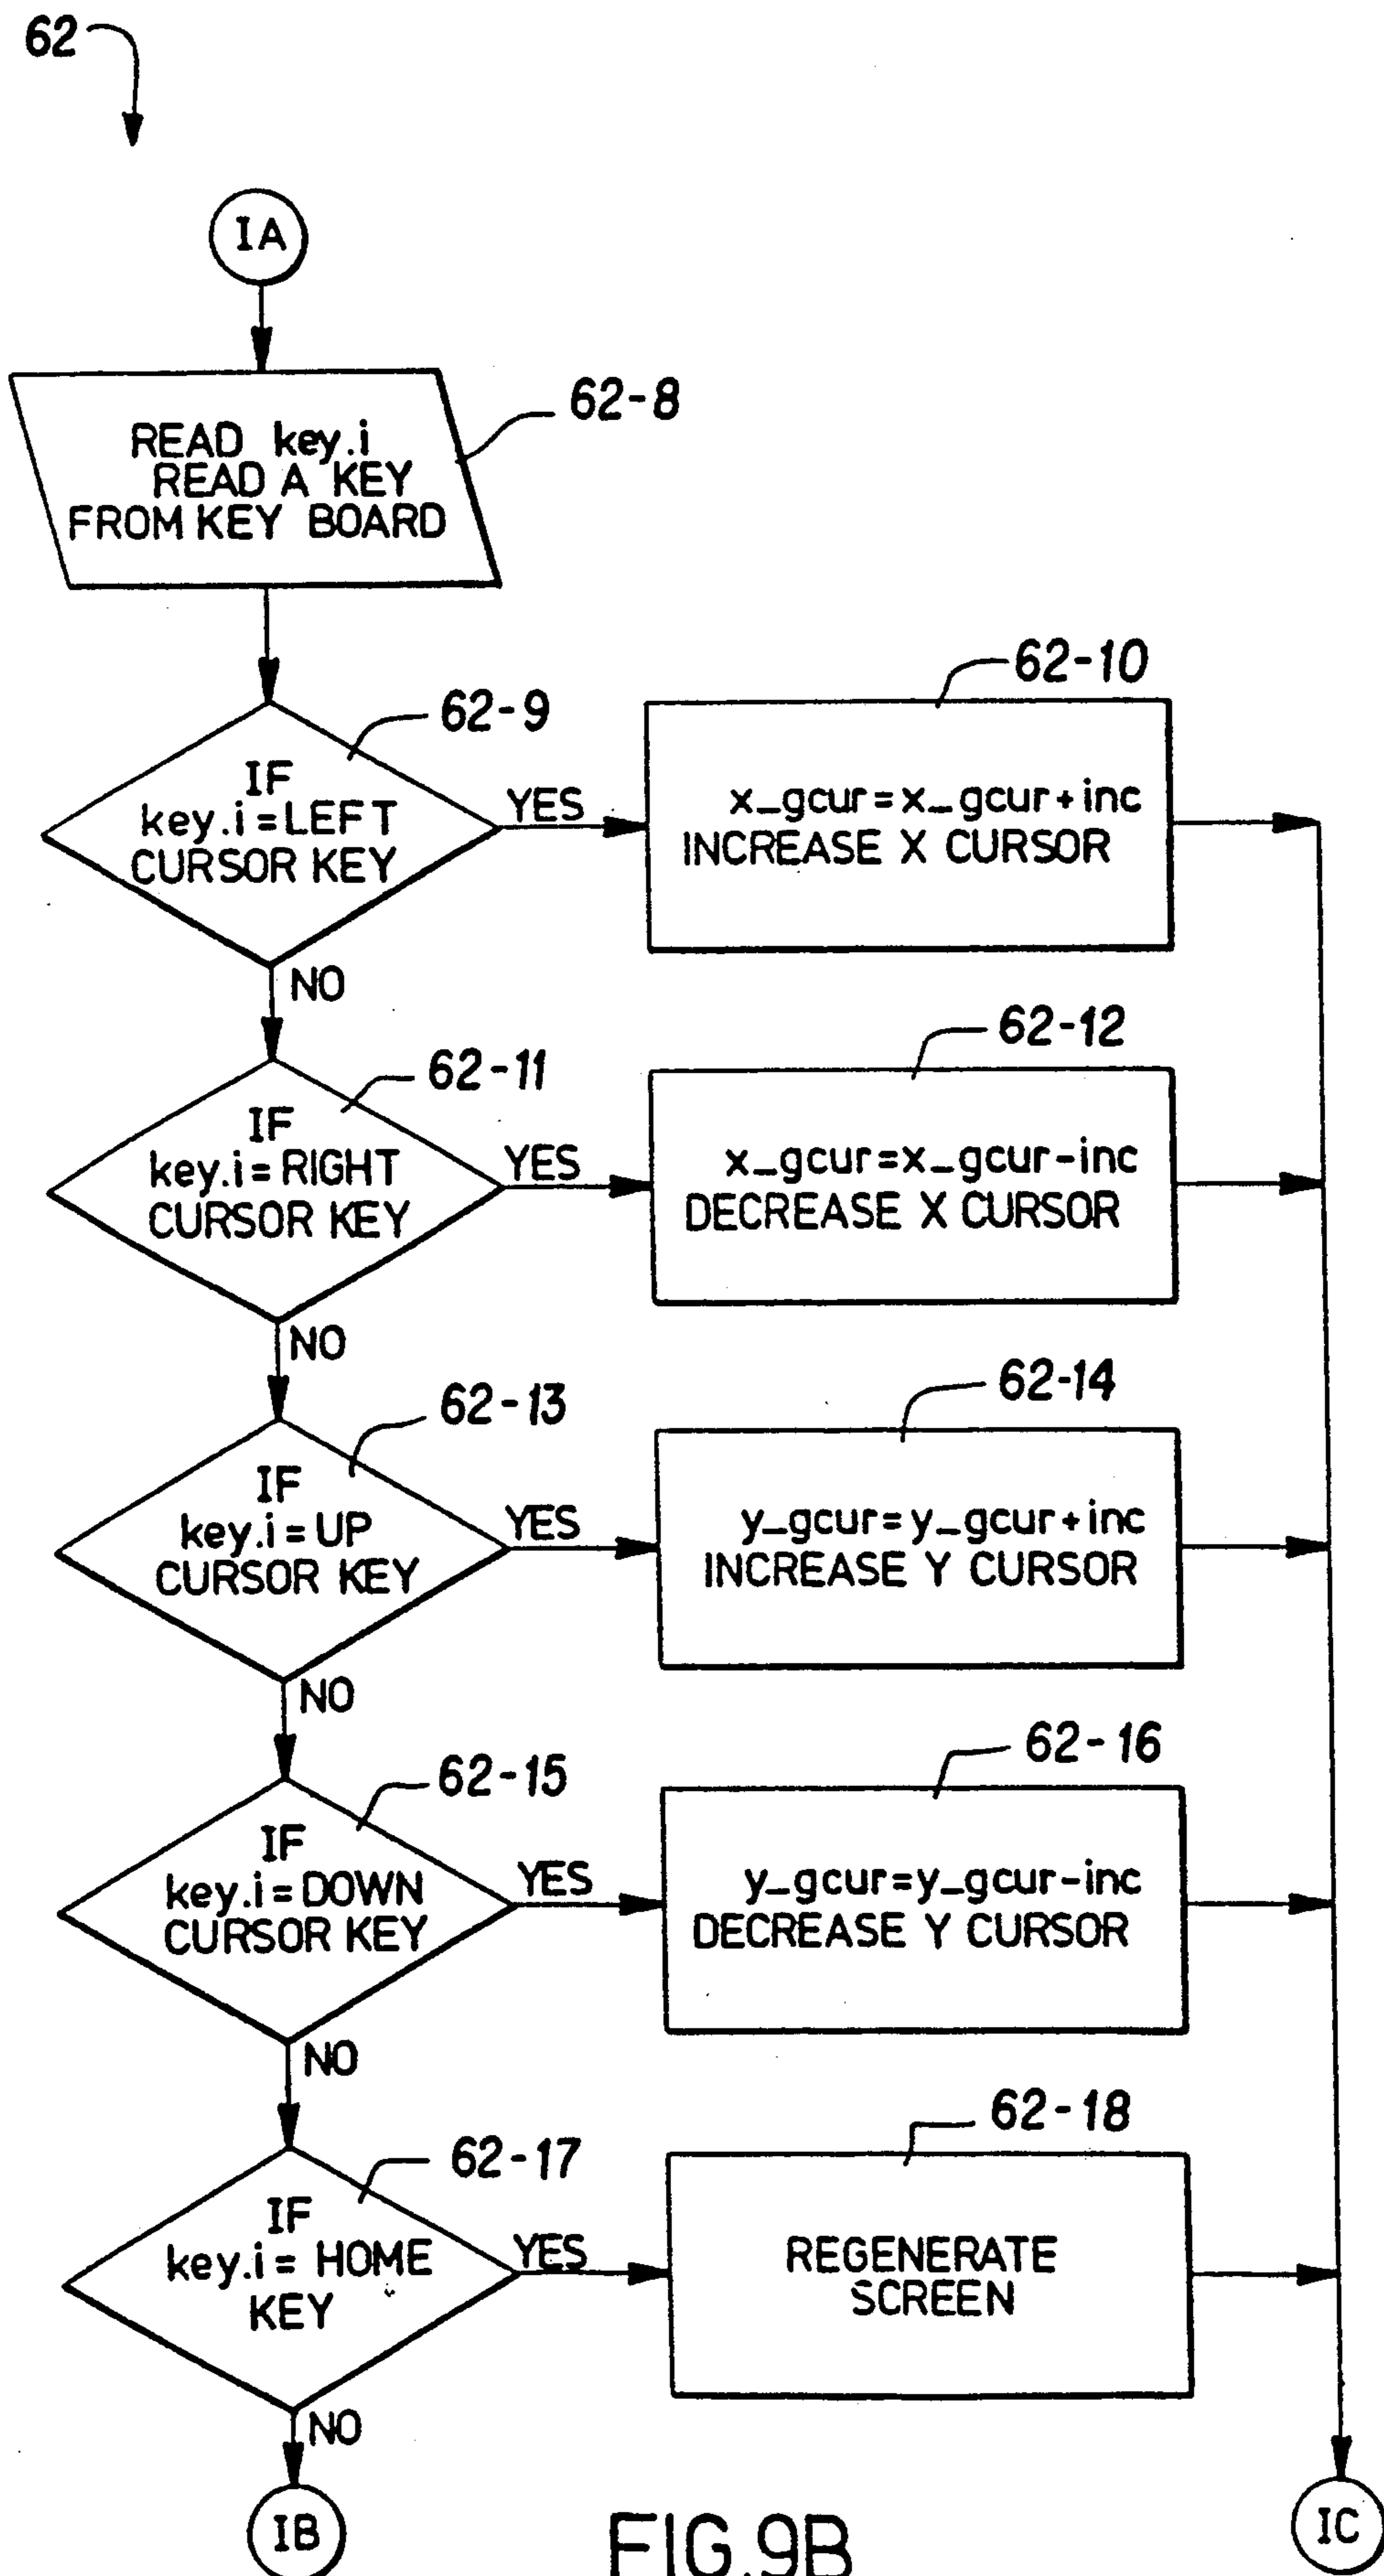 62
IA
READ key.i
READ A KEY
FROM KEY BOARD
62-8
62-9
IF
key.i=LEFT
CURSOR KEY
YES
62-10
x_gcur=x_gcur+inc
INCREASE X CURSOR
NO
62-11
IF
key.i=RIGHT
CURSOR KEY
YES
62-12
x_gcur=x_gcur-inc
DECREASE X CURSOR
NO
62-13
IF
key.i=UP
CURSOR KEY
YES
62-14
y_gcur=y_gcur+inc
INCREASE Y CURSOR
NO
62-15
IF
key.i=DOWN
CURSOR KEY
YES
62-16
y_gcur=y_gcur-inc
DECREASE Y CURSOR
NO
62-17
IF
key.i= HOME
KEY
YES
62-18
REGENERATE
SCREEN
NO
IB
IC
FIG.9B